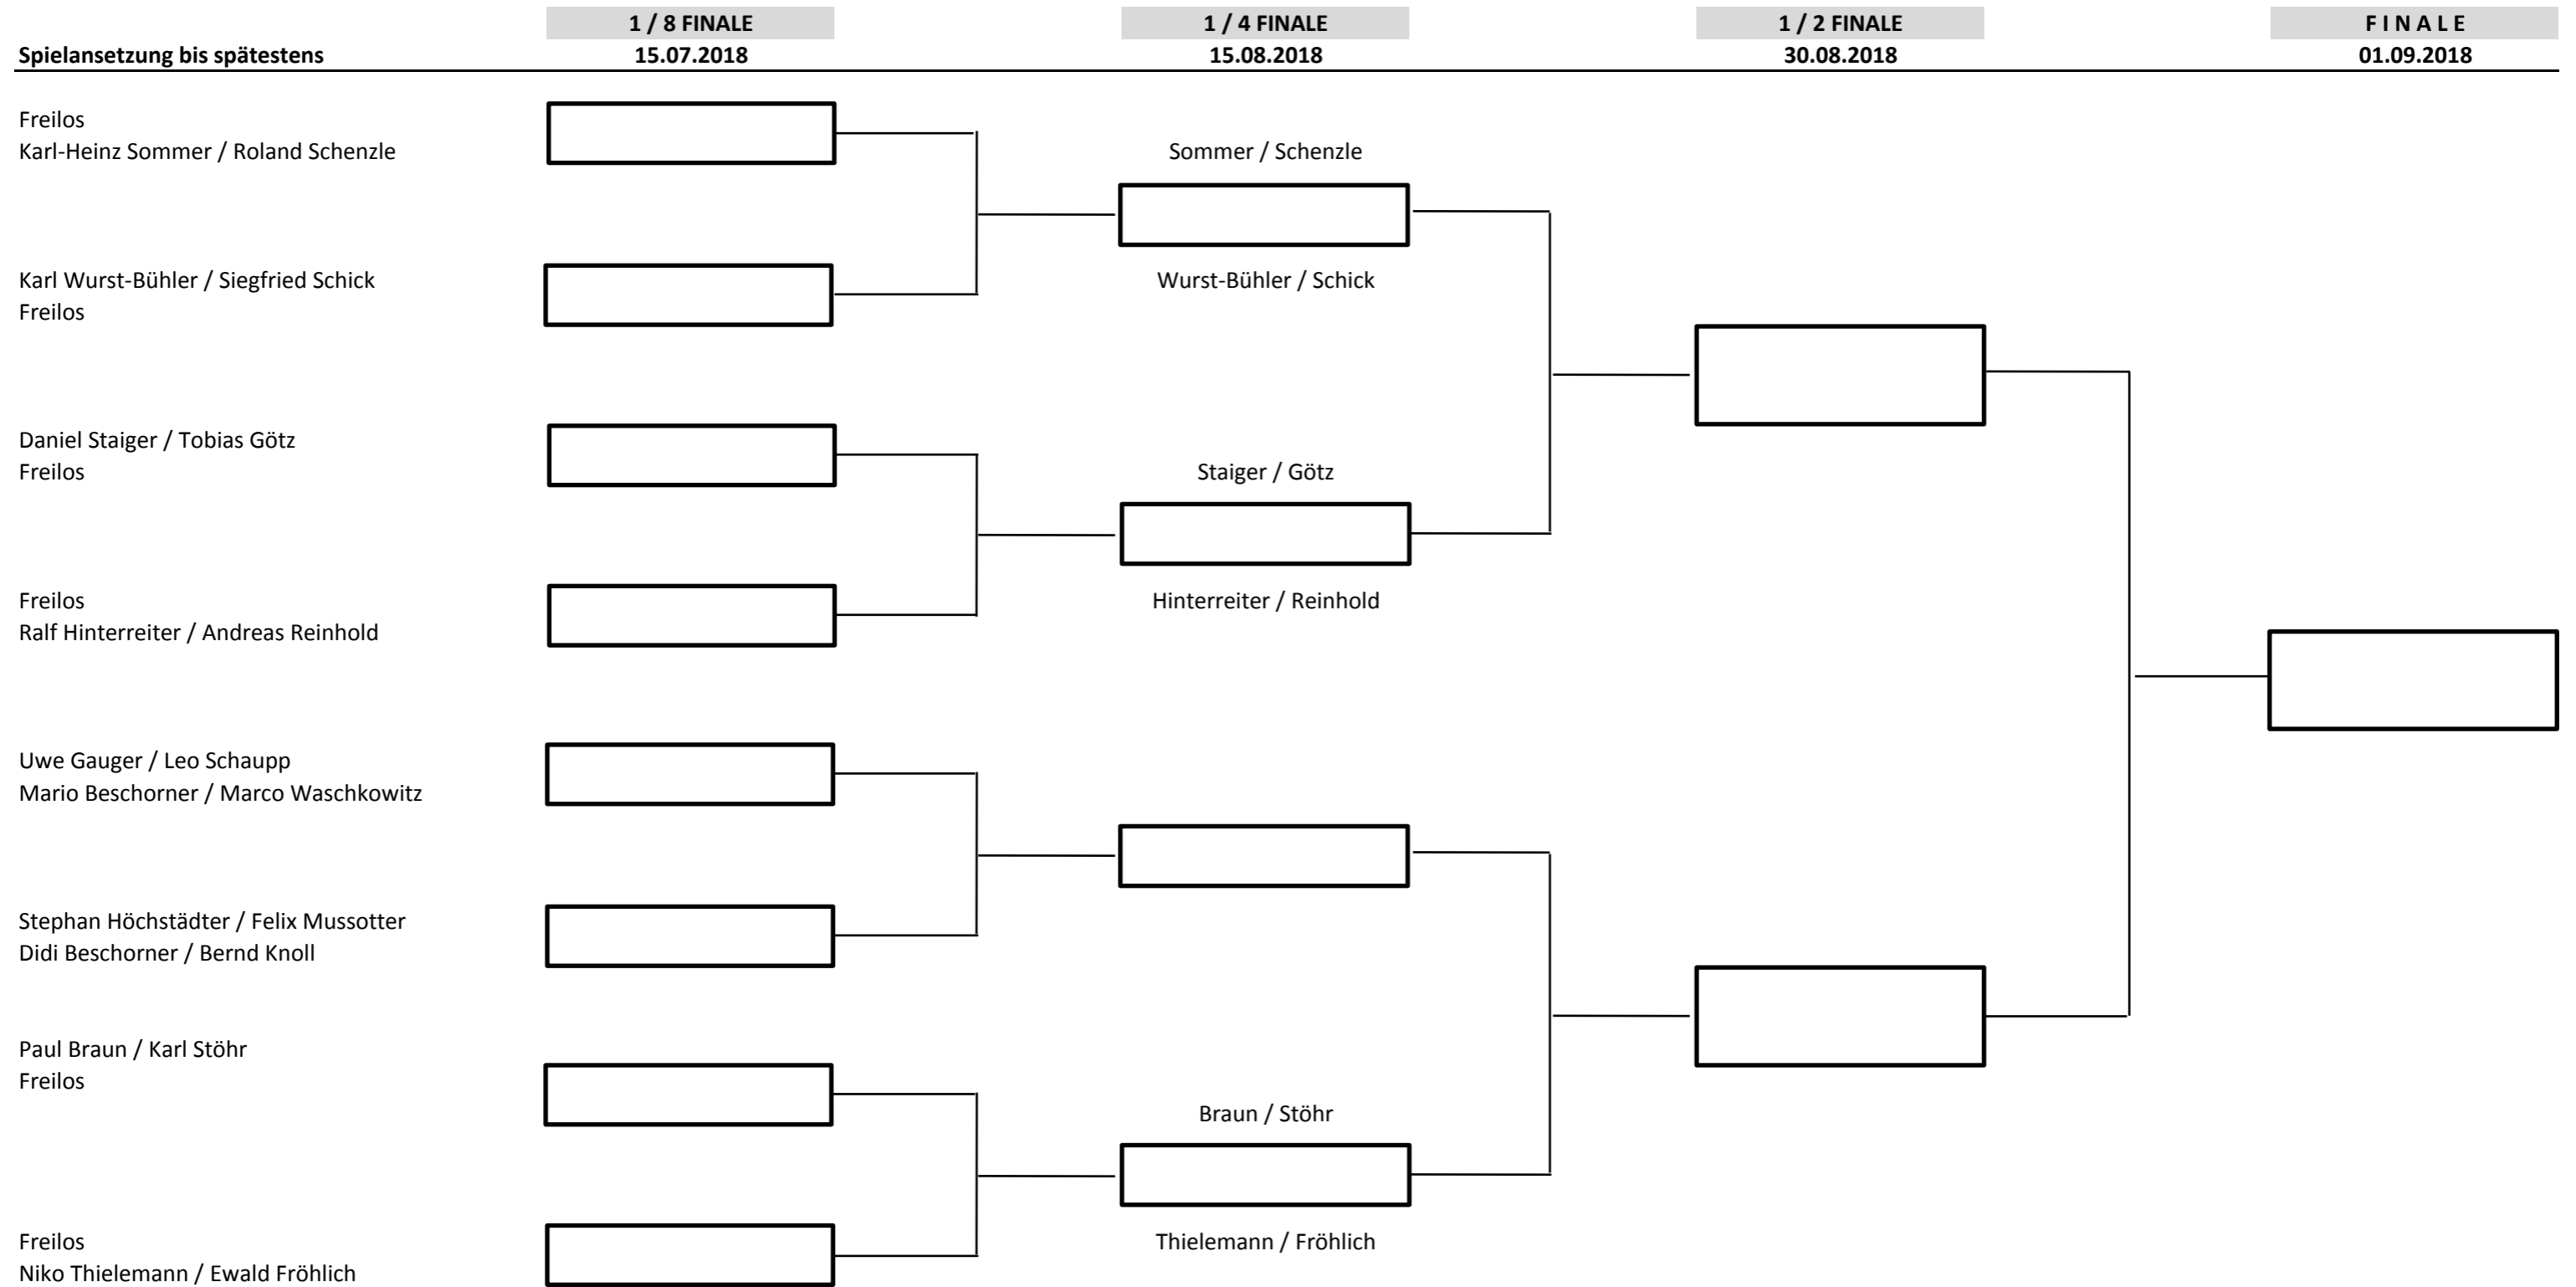 1 / 8 FINALE 1 / 4 FINALE 1 / 2 FINALE F I N A L E
Spielansetzung bis spätestens 15.07.2018 15.08.2018 30.08.2018 01.09.2018
Freilos
Karl-Heinz Sommer / Roland Schenzle Sommer / Schenzle
Karl Wurst-Bühler / Siegfried Schick Wurst-Bühler / Schick
Freilos
Daniel Staiger / Tobias Götz
Freilos Staiger / Götz
Freilos Hinterreiter / Reinhold
Ralf Hinterreiter / Andreas Reinhold
Uwe Gauger / Leo Schaupp
Mario Beschorner / Marco Waschkowitz
Stephan Höchstädter / Felix Mussotter
Didi Beschorner / Bernd Knoll
Paul Braun / Karl Stöhr
Freilos
Braun / Stöhr
Freilos Thielemann / Fröhlich
Niko Thielemann / Ewald Fröhlich